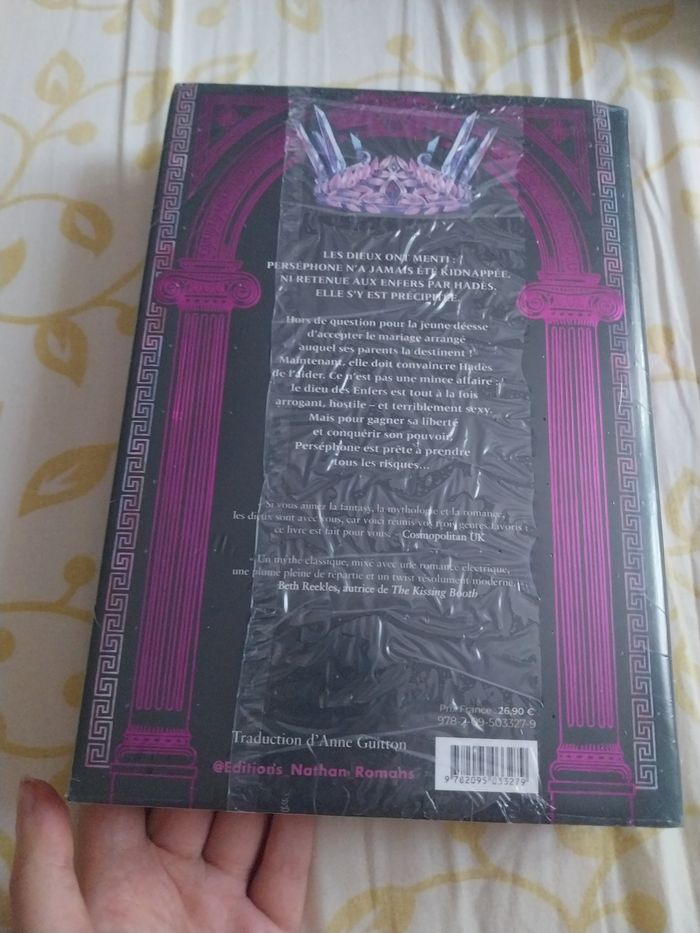 LES DIEUX ONT MENTI :
PERSÉPHONE N'A JAMAIS ÉTÉ KIDNAPPÉE,
NI RETENUE AUX ENFERS PAR HADÈS.
ELLE S'Y EST PRÉCIPITÉE.
Hors de question pour la jeune déesse
d'accepter le mariage arrangé
auquel ses parents la destinent !
Maintenant, elle doit convaincre Hadès
de l'aider. Ce n'est pas une mince affaire :
le dieu des Enfers est tout à la fois
arrogant, hostile – et terriblement sexy.
Mais pour gagner sa liberté
et conquérir son pouvoir,
Perséphone est prête à prendre
tous les risques...
Si vous aimez la fantasy, la mythologie et la romance,
les dieux sont avec vous, car voici réunis vos trois genres favoris :
ce livre est fait pour vous. Cosmopolitan UK
Un mythe classique, mixé avec une romance électrique,
une plume pleine de répartie et un twist résolument moderne.
Beth Reekles, autrice de The Kissing Booth
Prix France : 26,90 €
978-2-09-503327-9
Traduction d'Anne Guitton
@Editions_Nathan_Romans
9 782095 033279